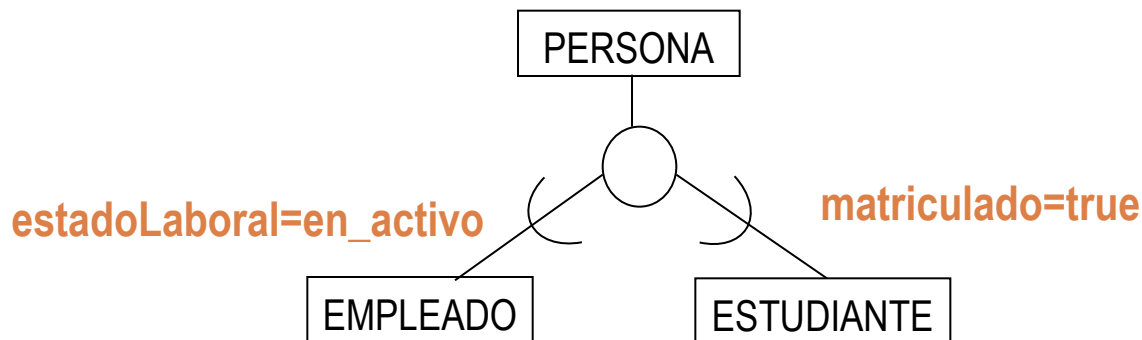 PERSONA
estadoLaboral=en_activo
matriculado=true
EMPLEADO
ESTUDIANTE